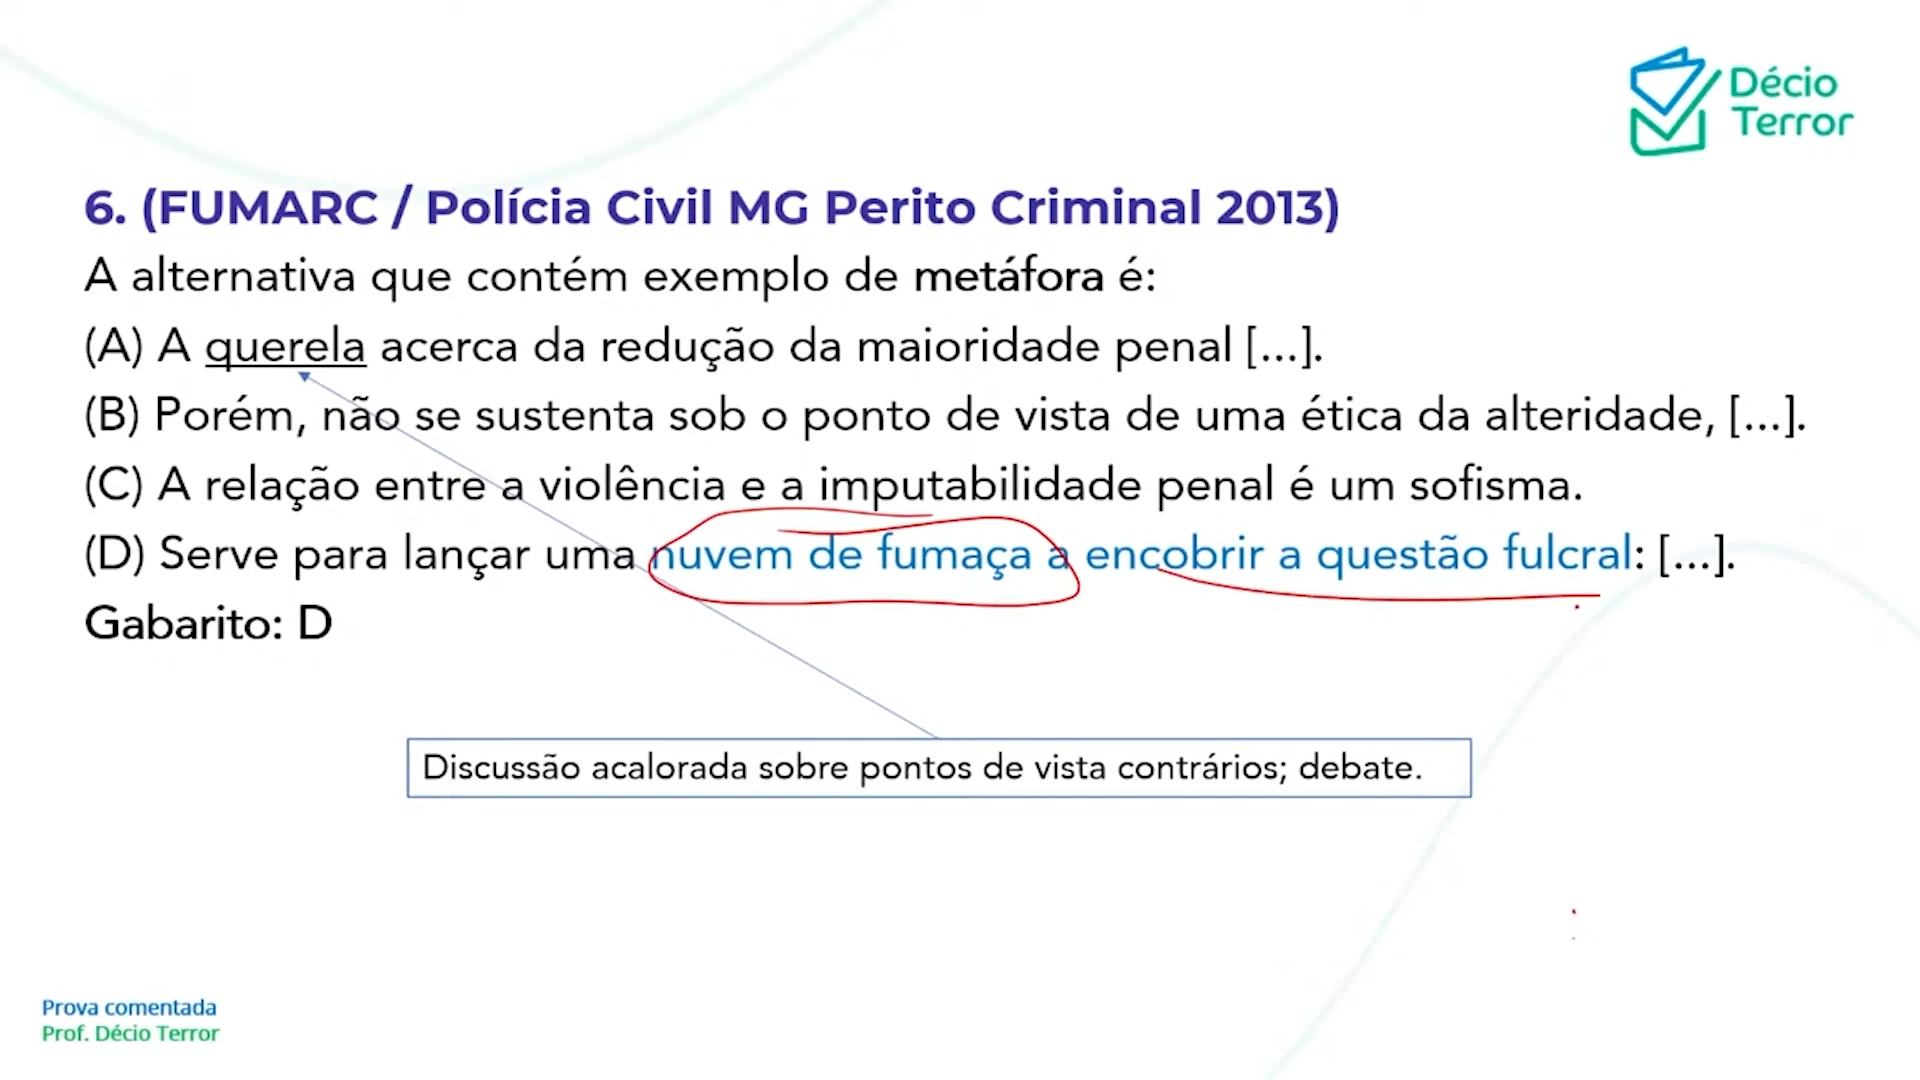 Décio
Terror
6. (FUMARC / Polícia Civil MG Perito Criminal 2013)
A alternativa que contém exemplo de metáfora é:
(A) A querela acerca da redução da maioridade penal [...].
(B) Porém, não se sustenta sob o ponto de vista de uma ética da alteridade, [...].
(C) A relação entre a violência e a imputabilidade penal é um sofisma.
(D) Serve para lançar uma nuvem de fumaça a encobrir a questão fulcral: [...].
Gabarito: D
Discussão acalorada sobre pontos de vista contrários; debate.
Prova comentada
Prof. Décio Terror